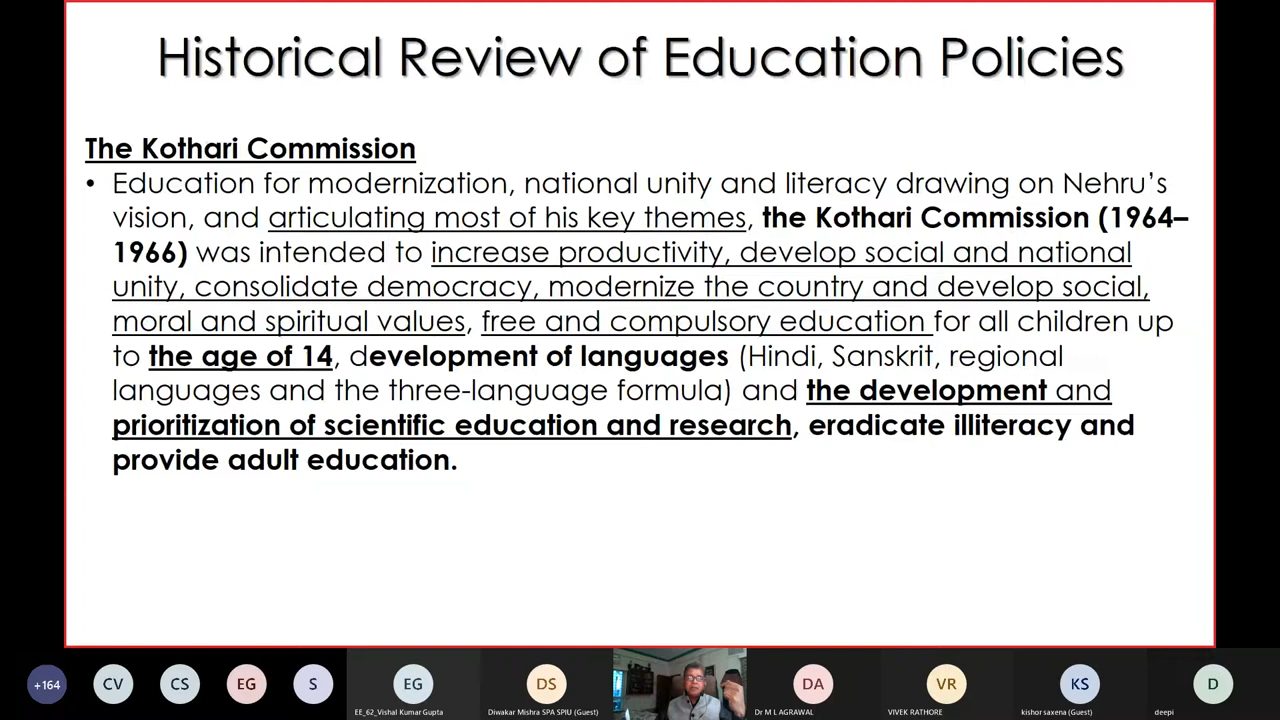 Historical Review of Education Policies
The Kothari Commission
• Education for modernization, national unity and literacy drawing on Nehru's
vision, and articulating most of his key themes, the Kothari Commission (1964–
1966) was intended to increase productivity, develop social and national
unity, consolidate democracy, modernize the country and develop social,
moral and spiritual values, free and compulsory education for all children up
to the age of 14, development of languages (Hindi, Sanskrit, regional
languages and the three-language formula) and the development and
prioritization of scientific education and research, eradicate illiteracy and
provide adult education.
+164 CV CS EG S EG DS DA VR KS D
EE_62_Vishal Kumar Gupta Diwakar Mishra SPA SPIU (Guest) Dr M L AGRAWAL VIVEK RATHORE kishor saxena (Guest) deepi